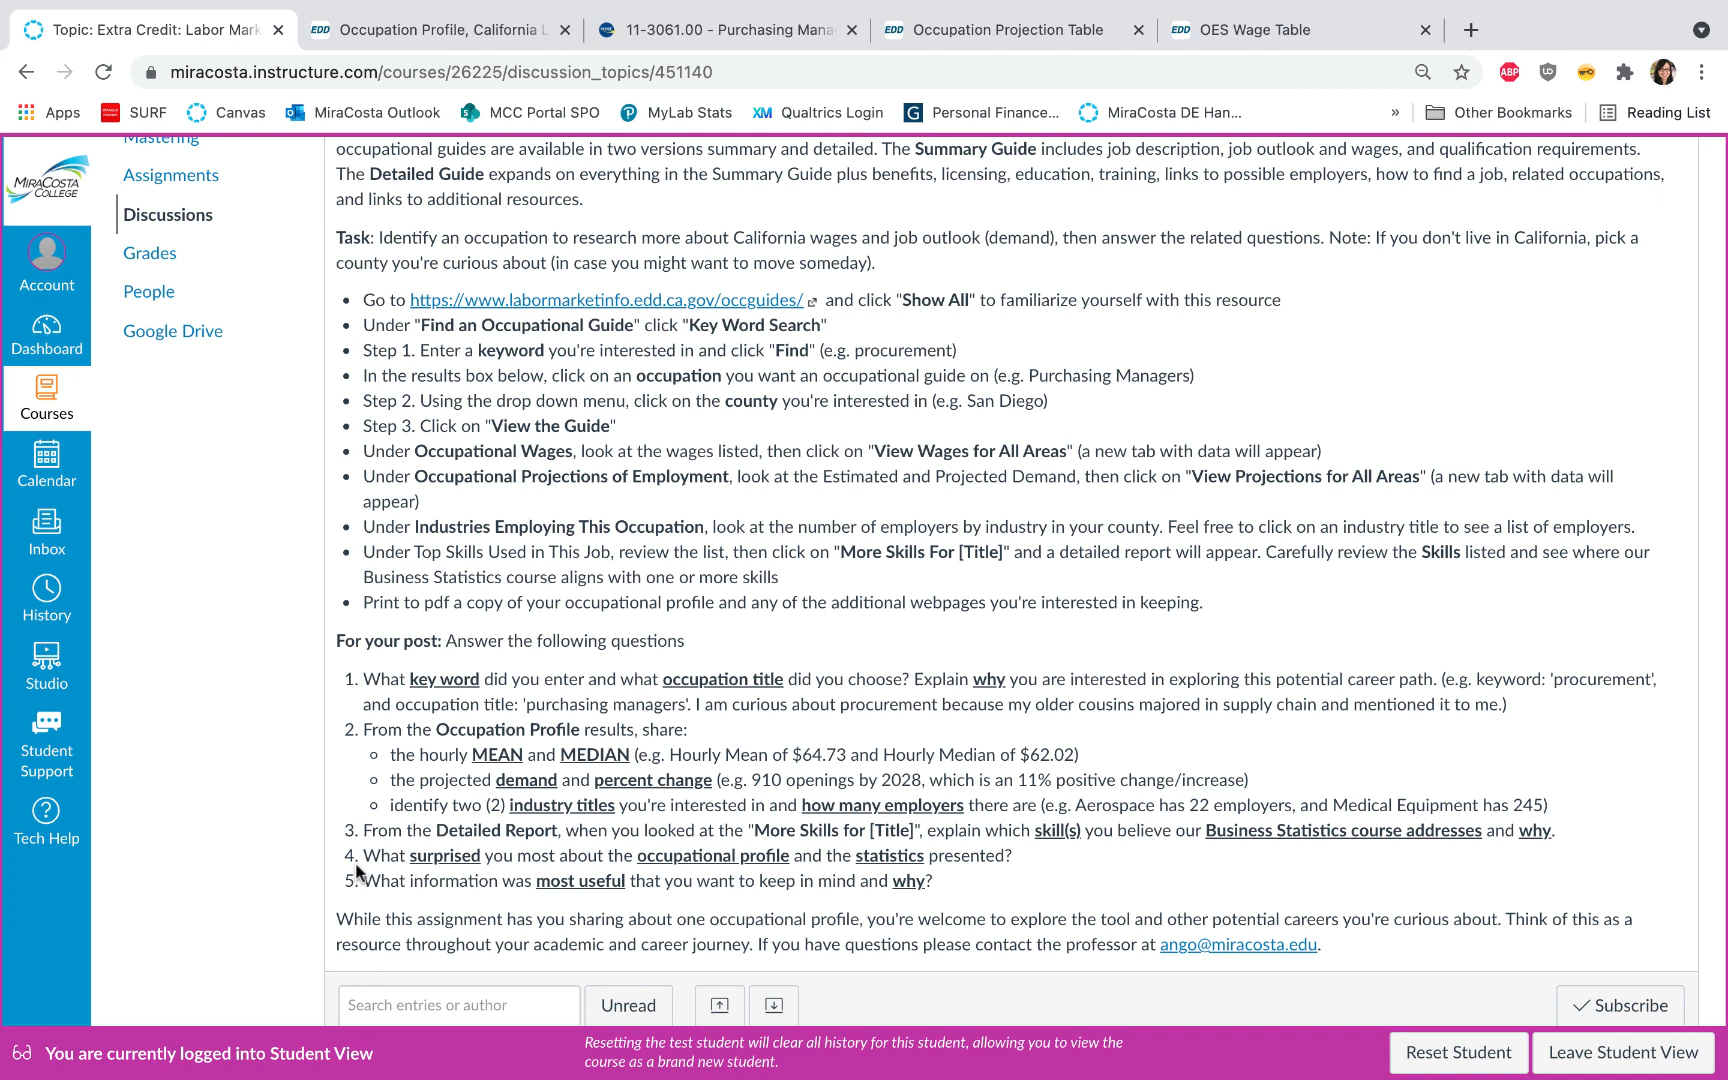 Topic: Extra Credit: Labor Mark
EDD Occupation Profile, California L
11-3061.00 - Purchasing Mana
EDD Occupation Projection Table
EDD OES Wage Table
miracosta.instructure.com/courses/26225/discussion_topics/451140
ABP
Apps
SURF
Canvas
MiraCosta Outlook
MCC Portal SPO
MyLab Stats
XM Qualtrics Login
G Personal Finance...
MiraCosta DE Han...
»
Other Bookmarks
Reading List
MIRACOSTA
COLLEGE
Account
Dashboard
Courses
Calendar
Inbox
History
Studio
Student
Support
Tech Help
Mastering
Assignments
Discussions
Grades
People
Google Drive
occupational guides are available in two versions summary and detailed. The Summary Guide includes job description, job outlook and wages, and qualification requirements.
The Detailed Guide expands on everything in the Summary Guide plus benefits, licensing, education, training, links to possible employers, how to find a job, related occupations,
and links to additional resources.
Task: Identify an occupation to research more about California wages and job outlook (demand), then answer the related questions. Note: If you don't live in California, pick a
county you're curious about (in case you might want to move someday).
• Go to https://www.labormarketinfo.edd.ca.gov/occguides/ and click "Show All" to familiarize yourself with this resource
• Under "Find an Occupational Guide" click "Key Word Search"
• Step 1. Enter a keyword you're interested in and click "Find" (e.g. procurement)
• In the results box below, click on an occupation you want an occupational guide on (e.g. Purchasing Managers)
• Step 2. Using the drop down menu, click on the county you're interested in (e.g. San Diego)
• Step 3. Click on "View the Guide"
• Under Occupational Wages, look at the wages listed, then click on "View Wages for All Areas" (a new tab with data will appear)
• Under Occupational Projections of Employment, look at the Estimated and Projected Demand, then click on "View Projections for All Areas" (a new tab with data will
appear)
• Under Industries Employing This Occupation, look at the number of employers by industry in your county. Feel free to click on an industry title to see a list of employers.
• Under Top Skills Used in This Job, review the list, then click on "More Skills For [Title]" and a detailed report will appear. Carefully review the Skills listed and see where our
Business Statistics course aligns with one or more skills
• Print to pdf a copy of your occupational profile and any of the additional webpages you're interested in keeping.
For your post: Answer the following questions
1. What key word did you enter and what occupation title did you choose? Explain why you are interested in exploring this potential career path. (e.g. keyword: 'procurement',
and occupation title: 'purchasing managers'. I am curious about procurement because my older cousins majored in supply chain and mentioned it to me.)
2. From the Occupation Profile results, share:
the hourly MEAN and MEDIAN (e.g. Hourly Mean of $64.73 and Hourly Median of $62.02)
the projected demand and percent change (e.g. 910 openings by 2028, which is an 11% positive change/increase)
identify two (2) industry titles you're interested in and how many employers there are (e.g. Aerospace has 22 employers, and Medical Equipment has 245)
3. From the Detailed Report, when you looked at the "More Skills for [Title]", explain which skill(s) you believe our Business Statistics course addresses and why.
4. What surprised you most about the occupational profile and the statistics presented?
5. What information was most useful that you want to keep in mind and why?
While this assignment has you sharing about one occupational profile, you're welcome to explore the tool and other potential careers you're curious about. Think of this as a
resource throughout your academic and career journey. If you have questions please contact the professor at ango@miracosta.edu.
Search entries or author
Unread
Subscribe
You are currently logged into Student View
Resetting the test student will clear all history for this student, allowing you to view the
course as a brand new student.
Reset Student
Leave Student View